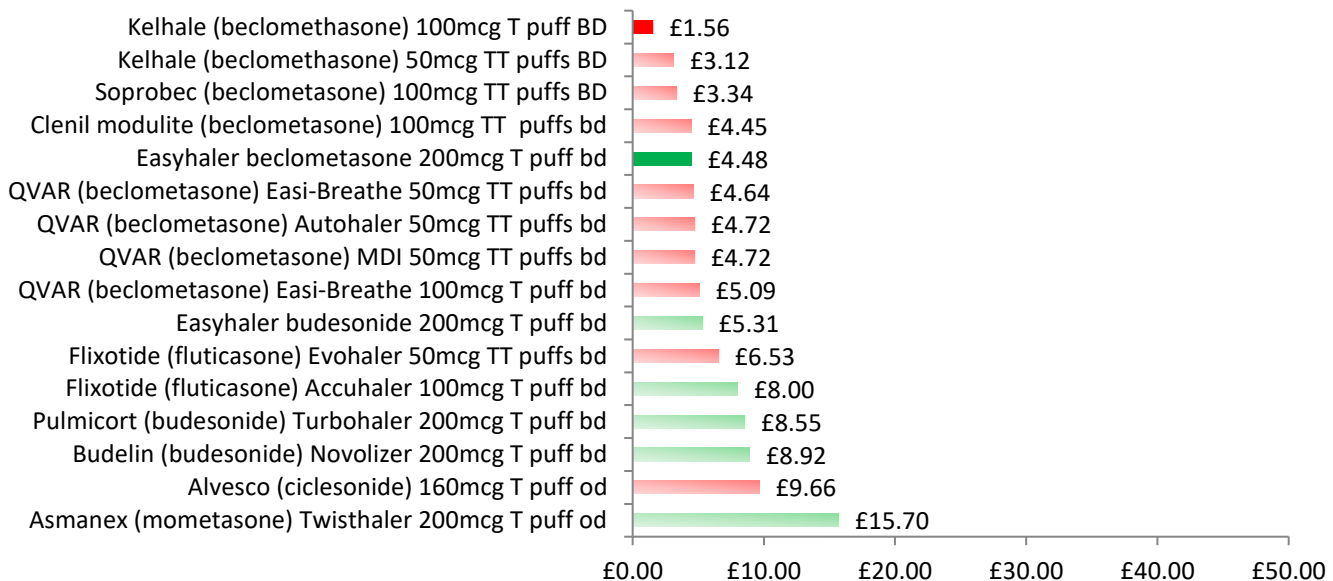 Kelhale (beclomethasone) 100mcg T puff BD £1.56
Kelhale (beclomethasone) 50mcg TT puffs BD £3.12
Soprobec (beclometasone) 100mcg TT puffs BD £3.34
Clenil modulite (beclometasone) 100mcg TT  puffs bd £4.45
Easyhaler beclometasone 200mcg T puff bd £4.48
QVAR (beclometasone) Easi-Breathe 50mcg TT puffs bd £4.64
QVAR (beclometasone) Autohaler 50mcg TT puffs bd £4.72
QVAR (beclometasone) MDI 50mcg TT puffs bd £4.72
QVAR (beclometasone) Easi-Breathe 100mcg T puff bd £5.09
Easyhaler budesonide 200mcg T puff bd £5.31
Flixotide (fluticasone) Evohaler 50mcg TT puffs bd £6.53
Flixotide (fluticasone) Accuhaler 100mcg T puff bd £8.00
Pulmicort (budesonide) Turbohaler 200mcg T puff bd £8.55
Budelin (budesonide) Novolizer 200mcg T puff bd £8.92
Alvesco (ciclesonide) 160mcg T puff od £9.66
Asmanex (mometasone) Twisthaler 200mcg T puff od £15.70
£0.00 £10.00 £20.00 £30.00 £40.00 £50.00